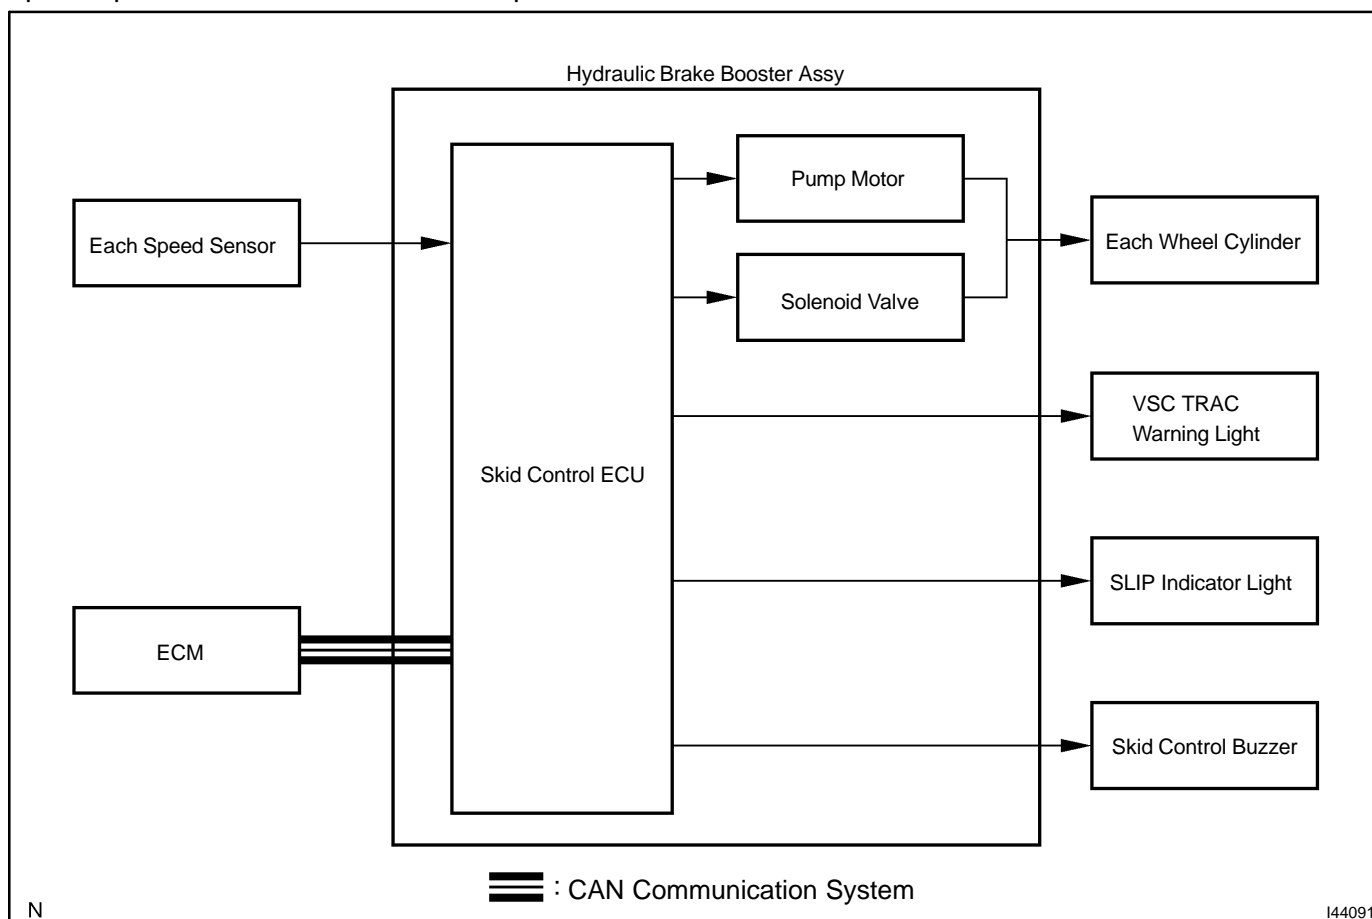 Hydraulic Brake Booster Assy
Pump Motor
Each Speed Sensor
Each Wheel Cylinder
Solenoid Valve
VSC TRAC
Warning Light
Skid Control ECU
SLIP Indicator Light
ECM
Skid Control Buzzer
: CAN Communication System
N
I44091